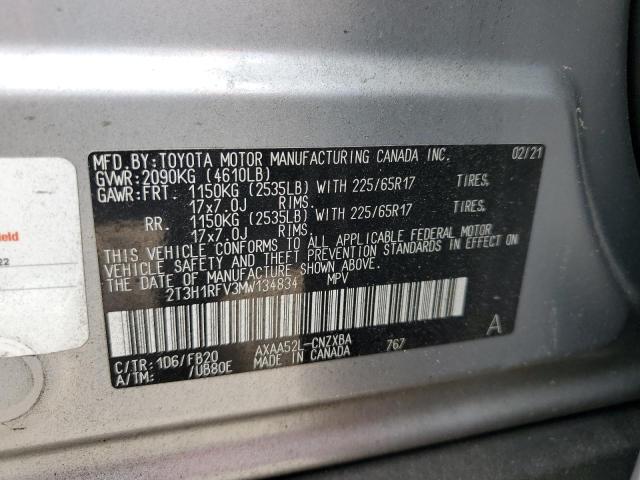 MFD.BY:TOYOTA MOTOR MANUFACTURING CANADA INC. 02/21
GVWR:2090KG (4610LB)
GAWR:FRT. 1150KG (2535LB) WITH 225/65R17 TIRES.
17x7.0J RIMS.
RR. 1150KG (2535LB) WITH 225/65R17 TIRES.
17x7.0J RIMS.
THIS VEHICLE CONFORMS TO ALL APPLICABLE FEDERAL MOTOR
VEHICLE SAFETY AND THEFT PREVENTION STANDARDS IN EFFECT ON
THE DATE OF MANUFACTURE SHOWN ABOVE.
2T3H1RFV3MW134834 MPV
A
C/TR:1D6/FB20 AXAA52L-CNZXBA 767
A/TM: /UB80E MADE IN CANADA
ield
22